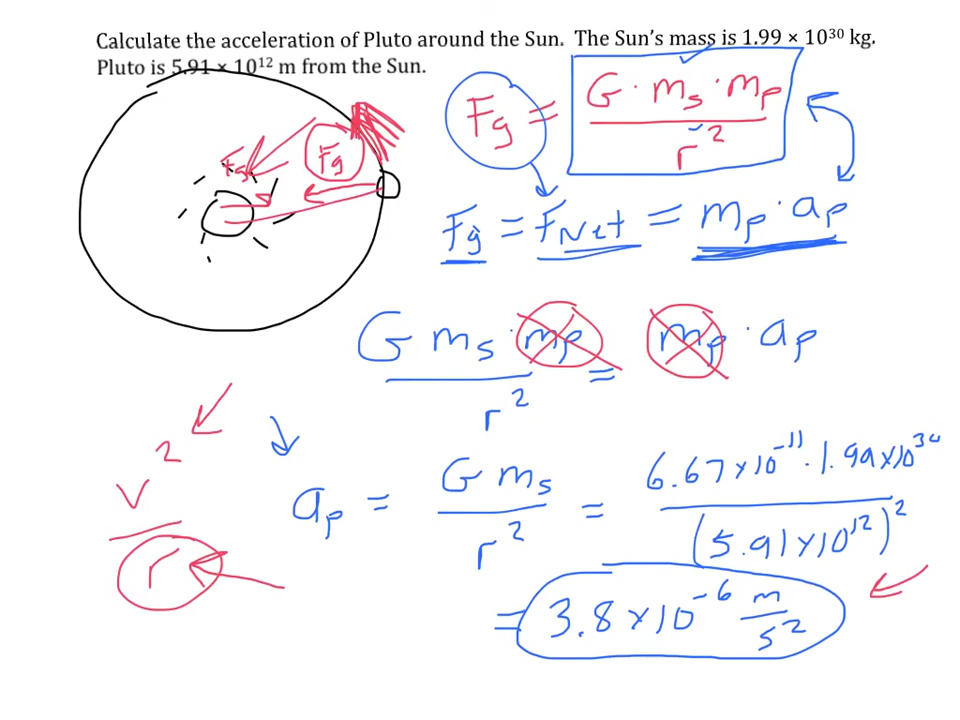 Calculate the acceleration of Pluto around the Sun. The Sun's mass is 1.99 × 10³⁰ kg.
Pluto is 5.91 × 10¹² m from the Sun.
Fg = G · ms · mp / r²
Fg Fg
Fg = FNet = mp · ap
G ms · mp / r² = mp · ap
v² / r
ap = G ms / r² = 6.67 × 10⁻¹¹ · 1.99 × 10³⁰ / (5.91 × 10¹²)²
= 3.8 × 10⁻⁶ m / s²